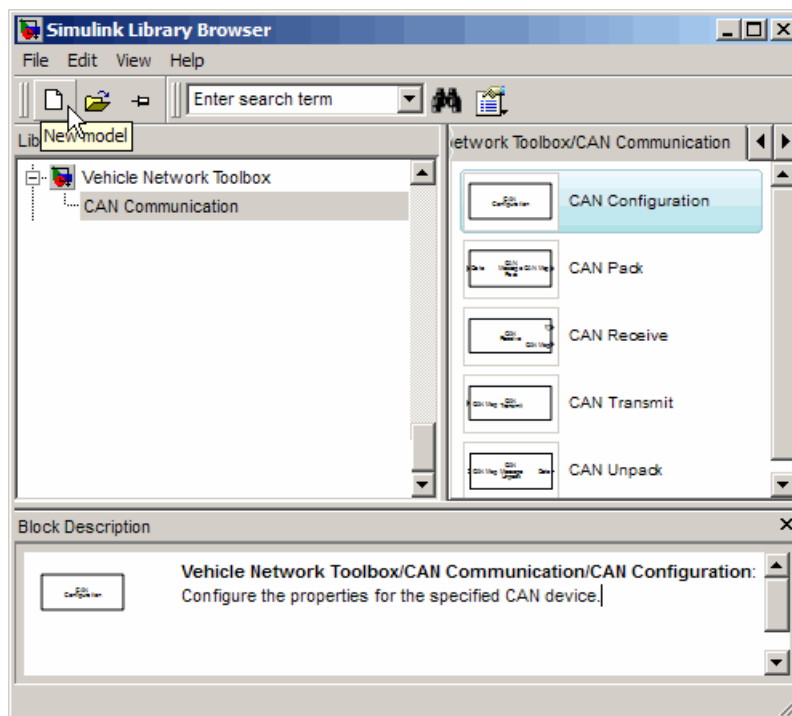 Simulink Library Browser
File Edit View Help
Enter search term
Lib
New model
etwork Toolbox/CAN Communication
Vehicle Network Toolbox
CAN Communication
CAN Configuration
CAN Pack
CAN Receive
CAN Transmit
CAN Unpack
Block Description
Vehicle Network Toolbox/CAN Communication/CAN Configuration:
Configure the properties for the specified CAN device.